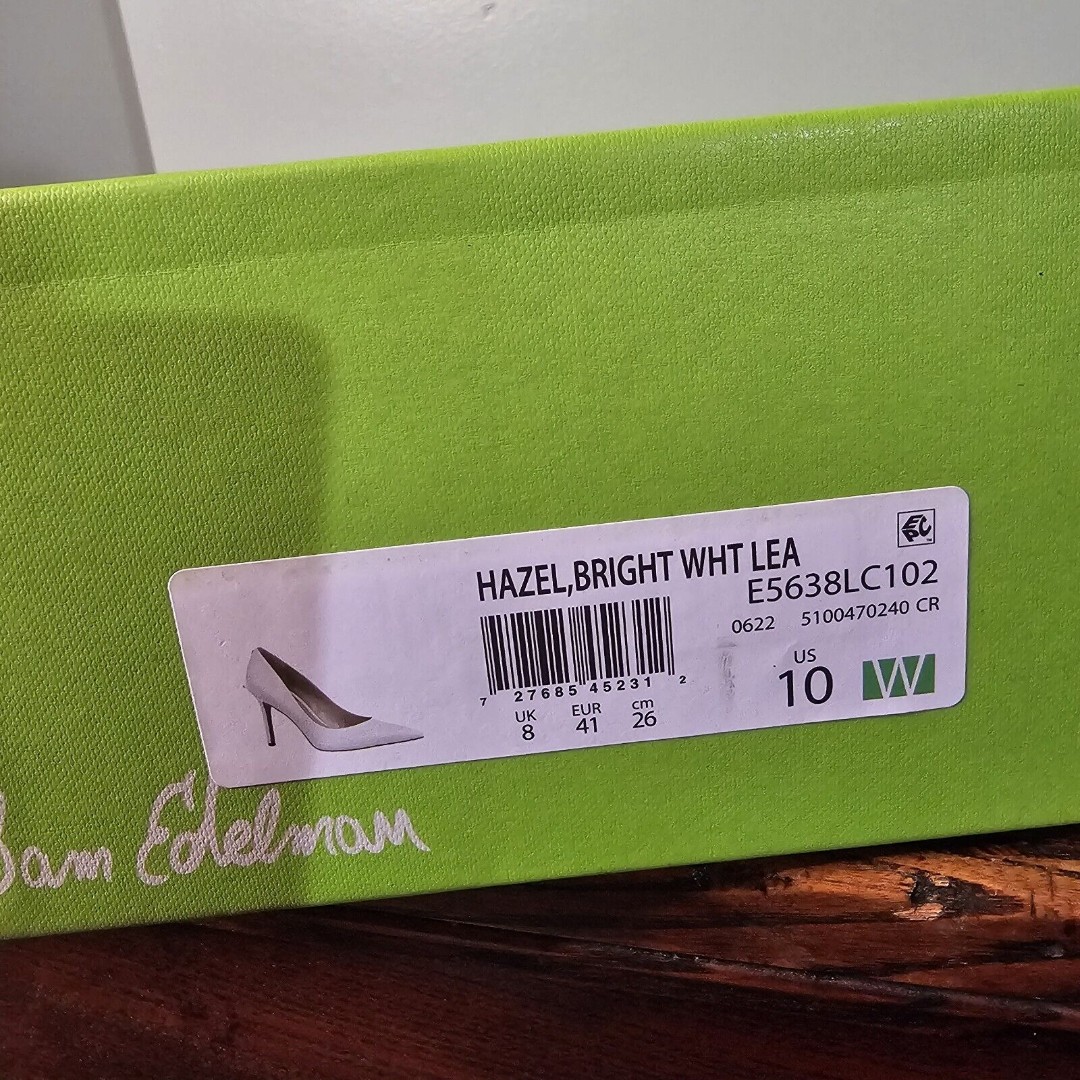 HAZEL,BRIGHT WHT LEA
E5638LC102
0622 5100470240 CR
7 27685 45231 2
UK EUR cm
8 41 26
US
10 W
Sam Edelman